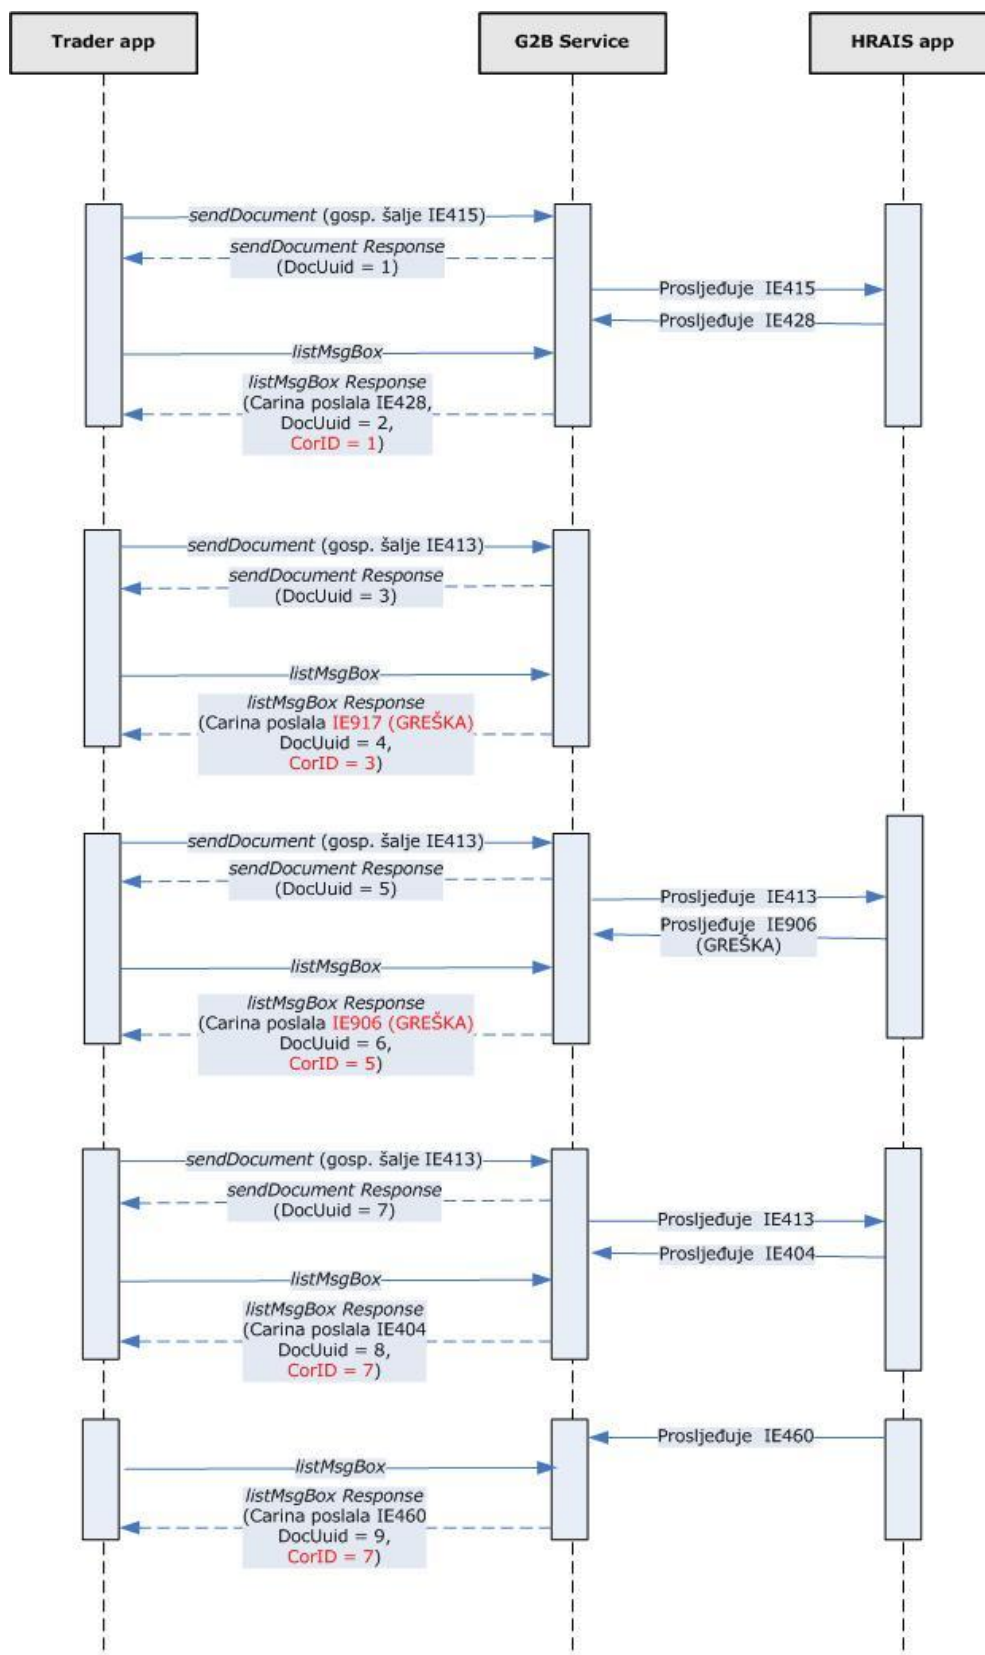 Trader app
G2B Service
HRAIS app
sendDocument (gosp. šalje IE415)
sendDocument Response
(DocUuid = 1)
Prosljeđuje IE415
Prosljeđuje IE428
listMsgBox
listMsgBox Response
(Carina poslala IE428,
DocUuid = 2,
CorID = 1)
sendDocument (gosp. šalje IE413)
sendDocument Response
(DocUuid = 3)
listMsgBox
listMsgBox Response
(Carina poslala IE917 (GREŠKA)
DocUuid = 4,
CorID = 3)
sendDocument (gosp. šalje IE413)
sendDocument Response
(DocUuid = 5)
Prosljeđuje IE413
Prosljeđuje IE906
(GREŠKA)
listMsgBox
listMsgBox Response
(Carina poslala IE906 (GREŠKA)
DocUuid = 6,
CorID = 5)
sendDocument (gosp. šalje IE413)
sendDocument Response
(DocUuid = 7)
Prosljeđuje IE413
Prosljeđuje IE404
listMsgBox
listMsgBox Response
(Carina poslala IE404
DocUuid = 8,
CorID = 7)
Prosljeđuje IE460
listMsgBox
listMsgBox Response
(Carina poslala IE460
DocUuid = 9,
CorID = 7)